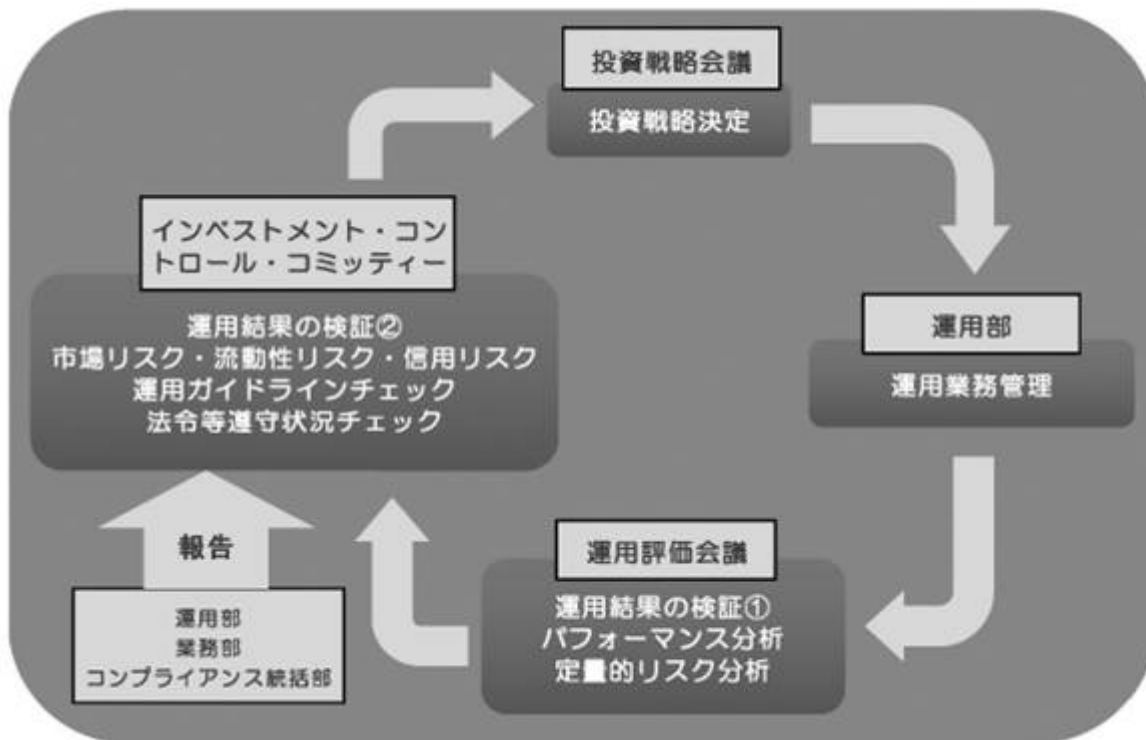 投資戦略会議
投資戦略決定
インベストメント・コン
トロール・コミッティー
運用結果の検証②
市場リスク・流動性リスク・信用リスク
運用ガイドラインチェック
法令等遵守状況チェック
運用部
運用業務管理
報告
運用部
業務部
コンプライアンス統括部
運用評価会議
運用結果の検証①
パフォーマンス分析
定量的リスク分析